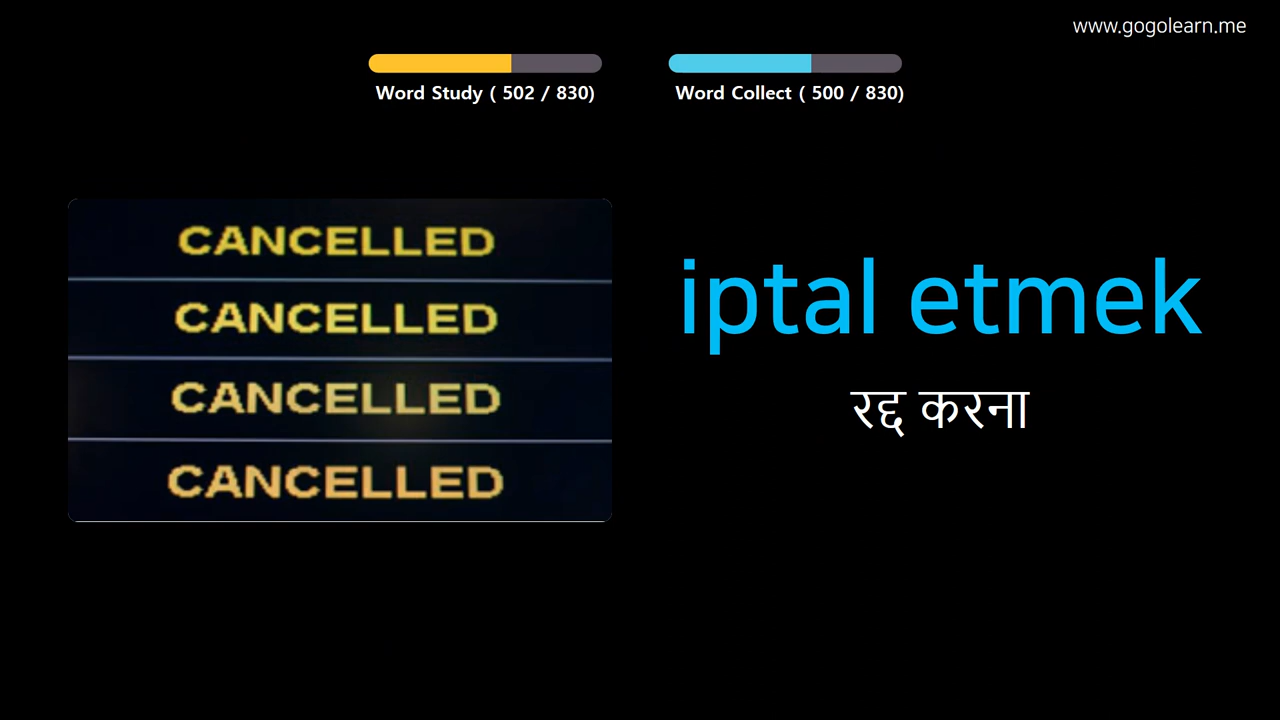 www.gogolearn.me
Word Study ( 502 / 830)
Word Collect ( 500 / 830)
CANCELLED
CANCELLED
CANCELLED
CANCELLED
iptal etmek
रद्द करना